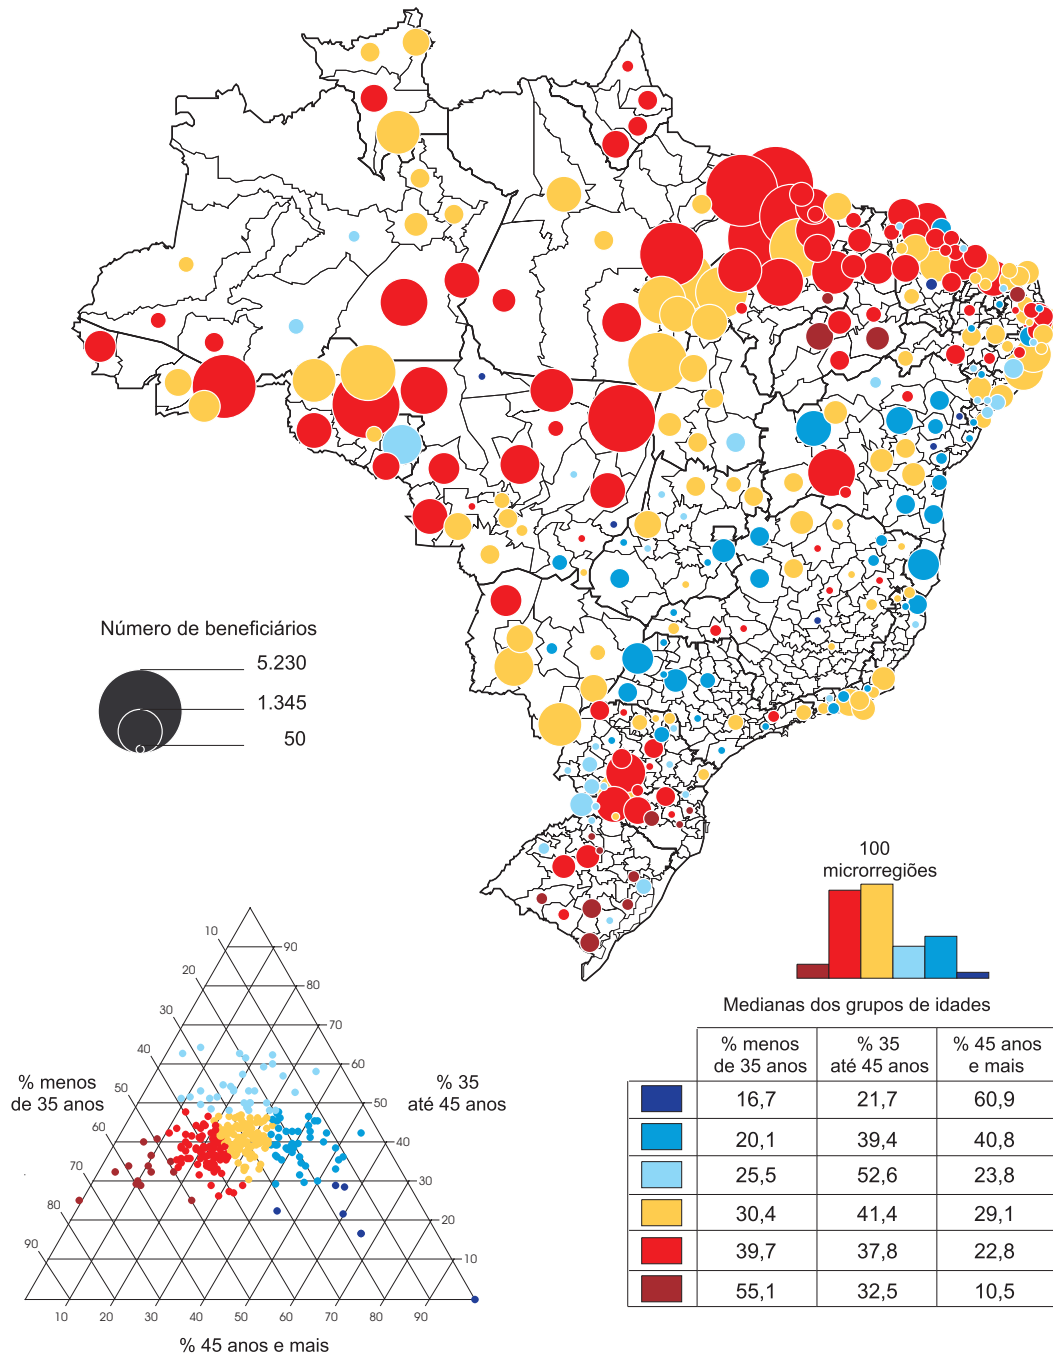 Número de beneficiários
5.230
1.345
50
100
microrregiões
Medianas dos grupos de idades
% menos
de 35 anos
% 35
até 45 anos
% 45 anos
e mais
16,7 21,7 60,9
20,1 39,4 40,8
25,5 52,6 23,8
30,4 41,4 29,1
39,7 37,8 22,8
55,1 32,5 10,5
% menos
de 35 anos
10
20
30
40
50
60
70
80
90
% 35
até 45 anos
90
80
70
60
50
40
30
20
10
10 20 30 40 50 60 70 80 90
% 45 anos e mais